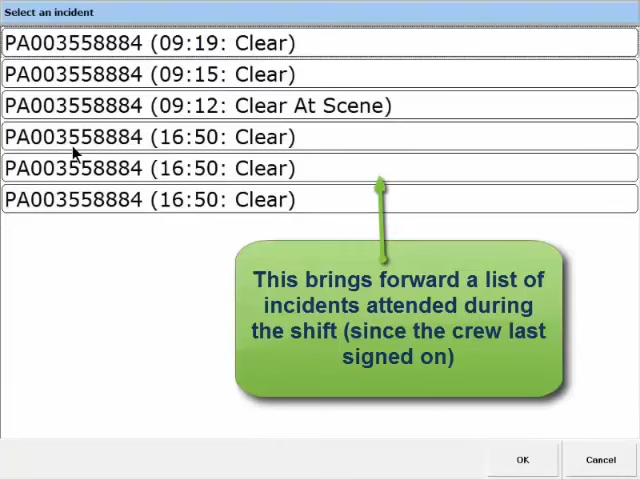 Select an incident
PA003558884 (09:19: Clear)
PA003558884 (09:15: Clear)
PA003558884 (09:12: Clear At Scene)
PA003558884 (16:50: Clear)
PA003558884 (16:50: Clear)
PA003558884 (16:50: Clear)
This brings forward a list of
incidents attended during
the shift (since the crew last
signed on)
OK Cancel